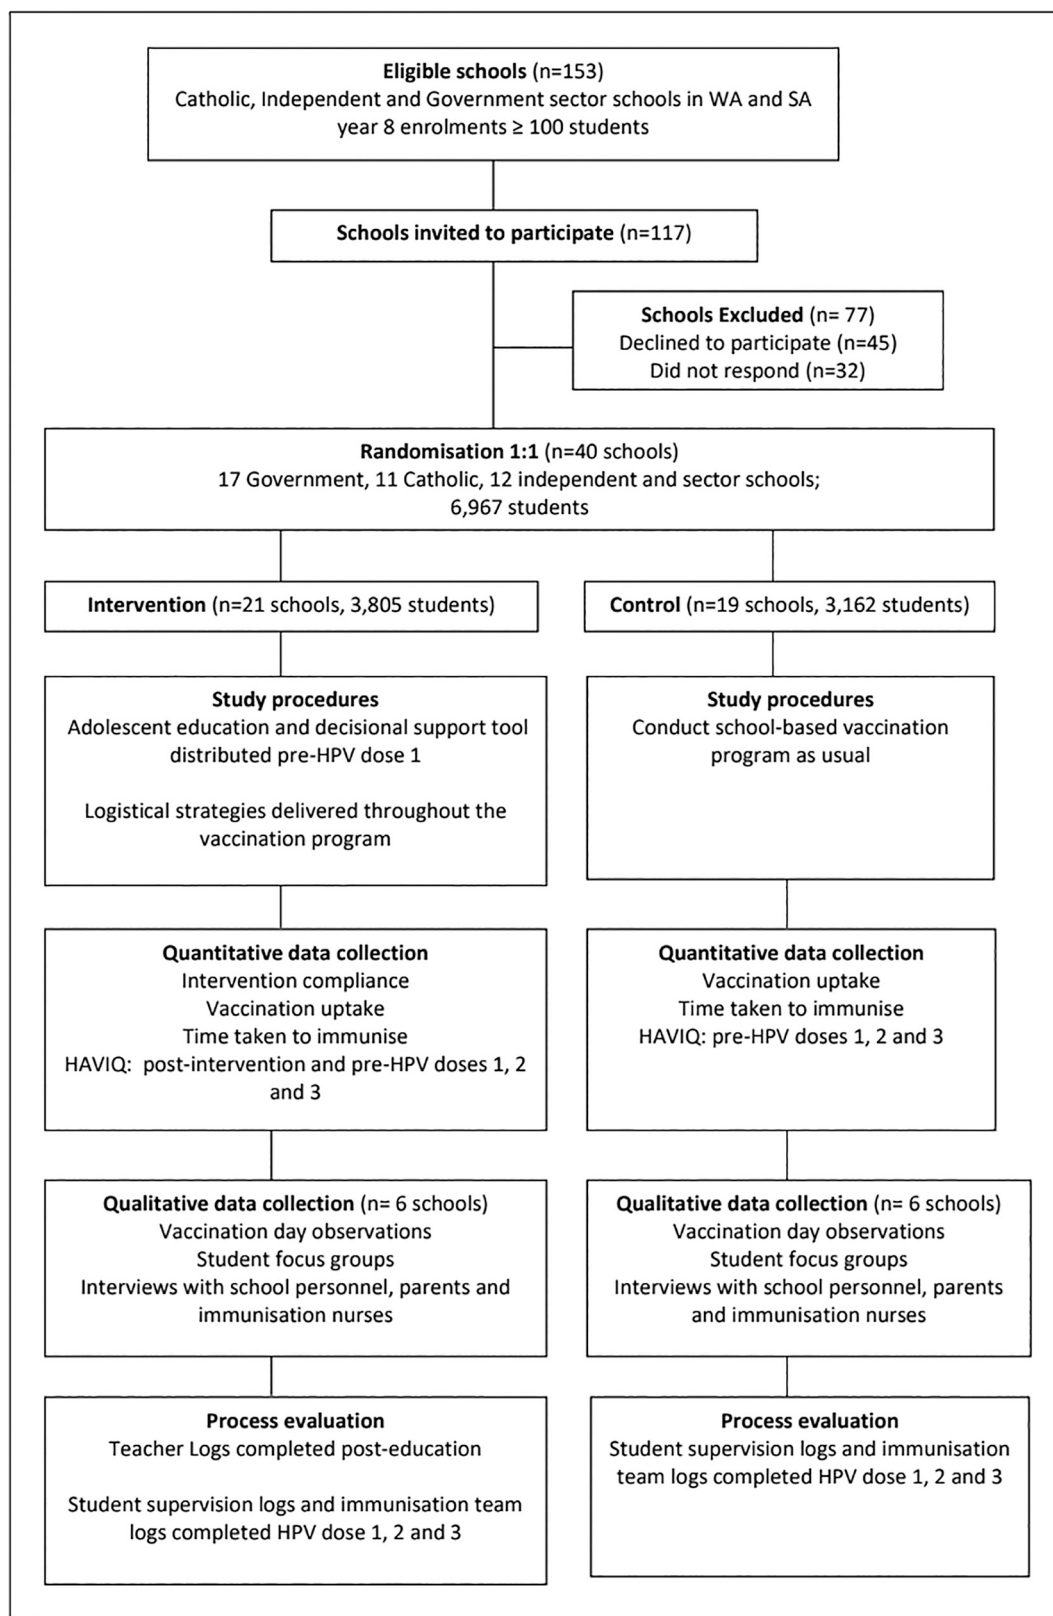 Eligible schools (n=153)
Catholic, Independent and Government sector schools in WA and SA
year 8 enrolments ≥ 100 students
Schools invited to participate (n=117)
Schools Excluded (n= 77)
Declined to participate (n=45)
Did not respond (n=32)
Randomisation 1:1 (n=40 schools)
17 Government, 11 Catholic, 12 independent and sector schools;
6,967 students
Intervention (n=21 schools, 3,805 students)
Control (n=19 schools, 3,162 students)
Study procedures
Adolescent education and decisional support tool
distributed pre-HPV dose 1
Logistical strategies delivered throughout the
vaccination program
Study procedures
Conduct school-based vaccination
program as usual
Quantitative data collection
Intervention compliance
Vaccination uptake
Time taken to immunise
HAVIQ:  post-intervention and pre-HPV doses 1, 2
and 3
Quantitative data collection
Vaccination uptake
Time taken to immunise
HAVIQ: pre-HPV doses 1, 2 and 3
Qualitative data collection (n= 6 schools)
Vaccination day observations
Student focus groups
Interviews with school personnel, parents and
immunisation nurses
Qualitative data collection (n= 6 schools)
Vaccination day observations
Student focus groups
Interviews with school personnel, parents
and immunisation nurses
Process evaluation
Teacher Logs completed post-education
Student supervision logs and immunisation team
logs completed HPV dose 1, 2 and 3
Process evaluation
Student supervision logs and immunisation
team logs completed HPV dose 1, 2 and 3